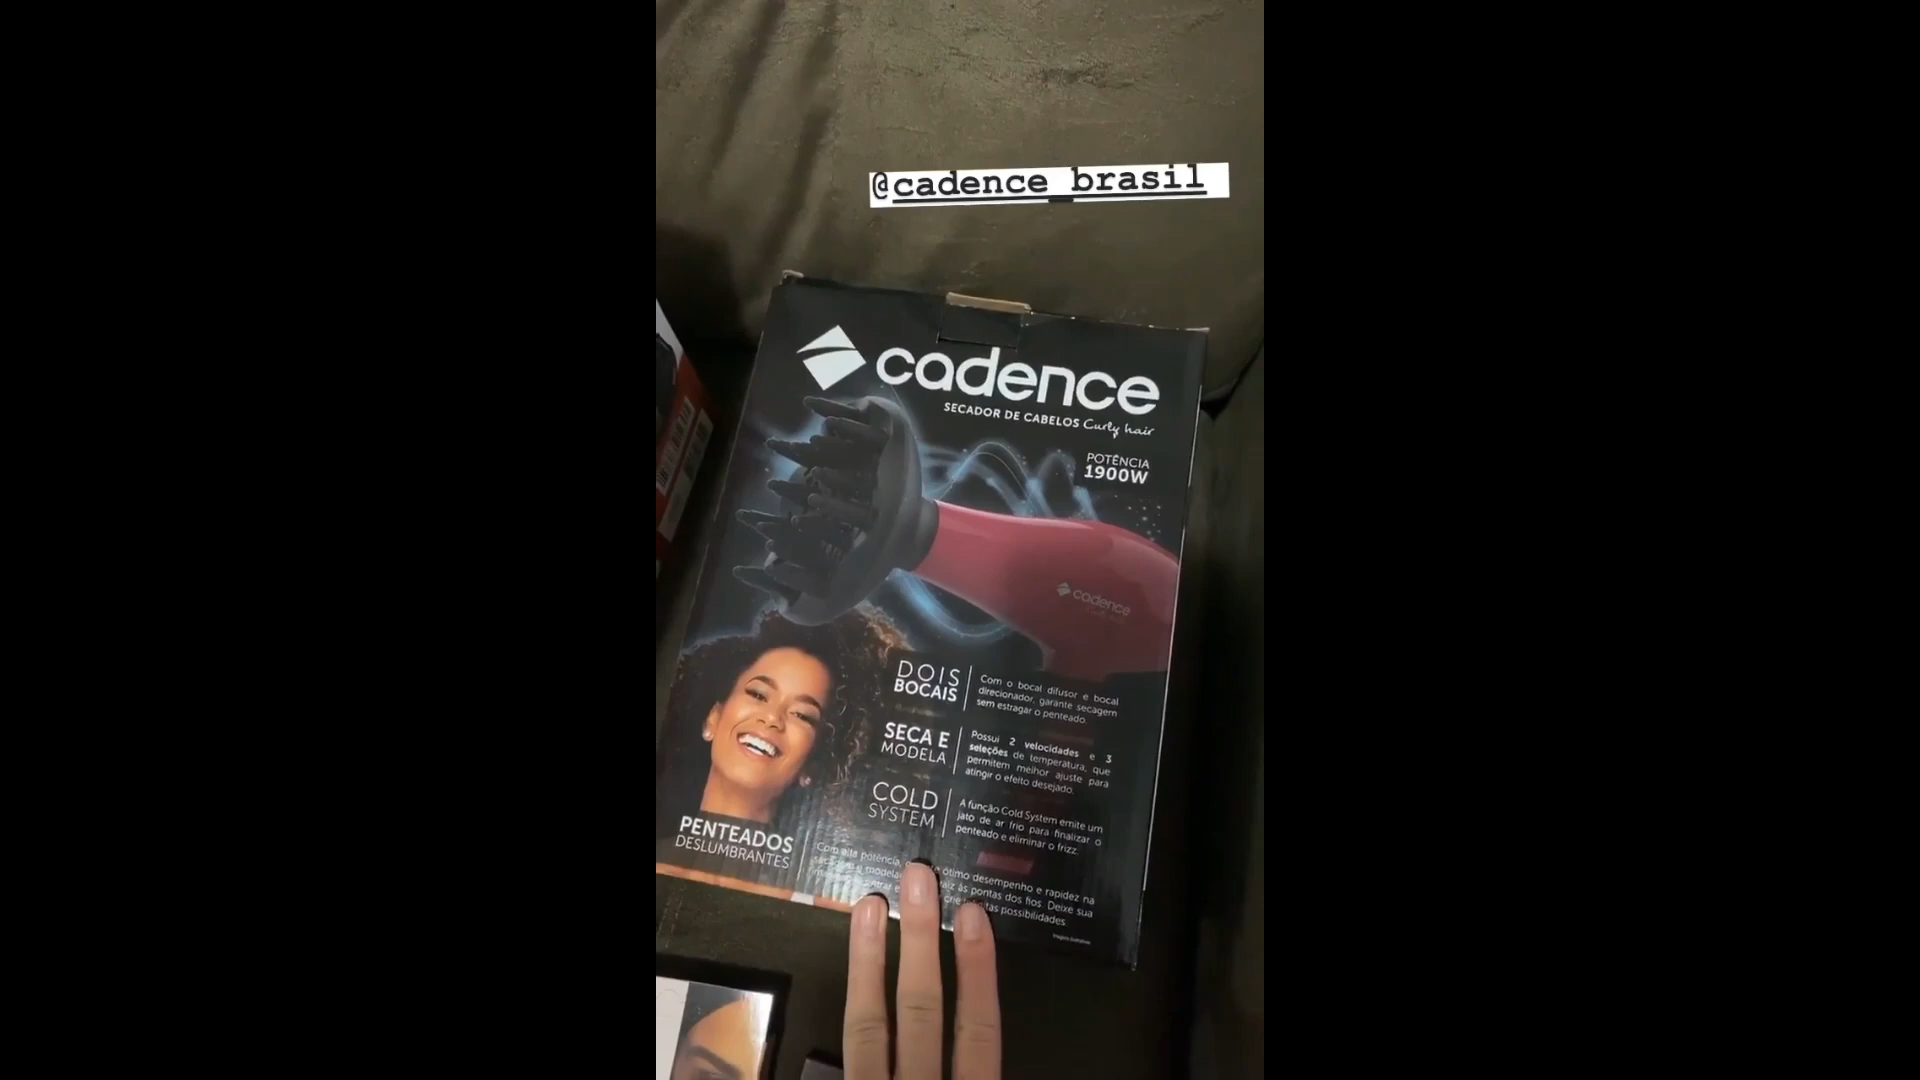 @cadence_brasil
cadence
SECADOR DE CABELOS Curly hair
POTÊNCIA
1900W
cadence
DOIS
BOCAIS
Com o bocal difusor e bocal
direcionador, garante secagem
sem estragar o penteado.
SECA E
MODELA
Possui 2 velocidades e 3
seleções de temperatura, que
permitem melhor ajuste para
atingir o efeito desejado.
COLD
SYSTEM
A função Cold System emite um
jato de ar frio para finalizar o
penteado e eliminar o frizz.
PENTEADOS
DESLUMBRANTES
Com alta potência, ótimo desempenho e rapidez na
às pontas dos fios. Deixe sua
possibilidades.